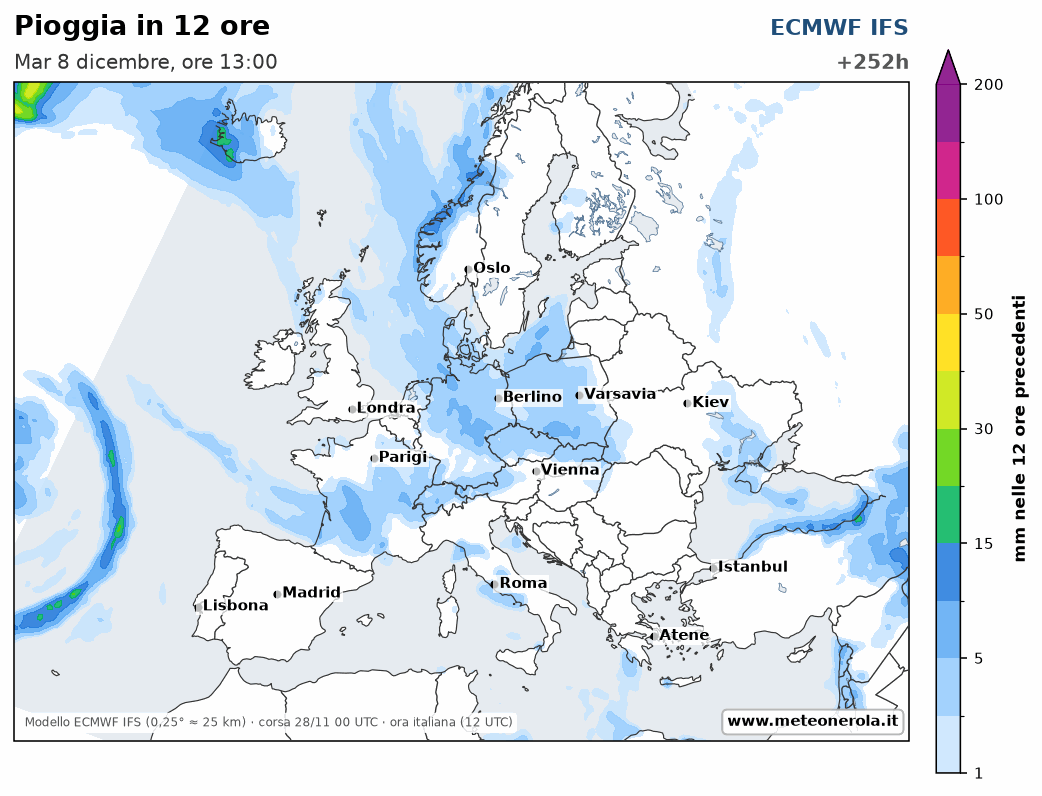 Pioggia in 12 ore
ECMWF IFS
Mar 8 dicembre, ore 13:00
+252h
200
100
50
30
15
5
1
mm nelle 12 ore precedenti
Oslo
Berlino
Varsavia
Kiev
Londra
Parigi
Vienna
Istanbul
Roma
Madrid
Lisbona
Atene
Modello ECMWF IFS (0,25° ≈ 25 km) · corsa 28/11 00 UTC · ora italiana (12 UTC)
www.meteonerola.it